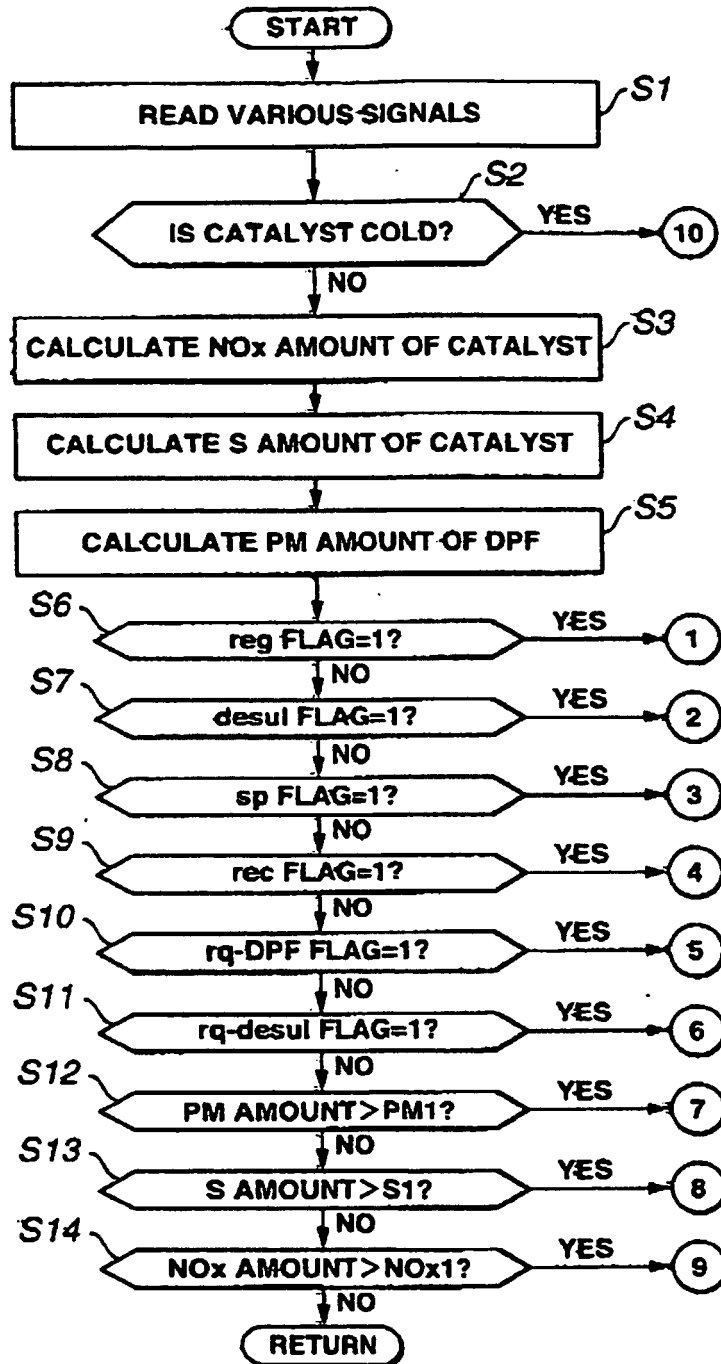 START
READ VARIOUS SIGNALS
S1
S2
IS CATALYST COLD?
YES
10
NO
CALCULATE NOx AMOUNT OF CATALYST
S3
CALCULATE S AMOUNT OF CATALYST
S4
CALCULATE PM AMOUNT OF DPF
S5
S6
reg FLAG=1?
YES
1
NO
S7
desul FLAG=1?
YES
2
NO
S8
sp FLAG=1?
YES
3
NO
S9
rec FLAG=1?
YES
4
NO
S10
rq-DPF FLAG=1?
YES
5
NO
S11
rq-desul FLAG=1?
YES
6
NO
S12
PM AMOUNT>PM1?
YES
7
NO
S13
S AMOUNT>S1?
YES
8
NO
S14
NOx AMOUNT>NOx1?
YES
9
NO
RETURN